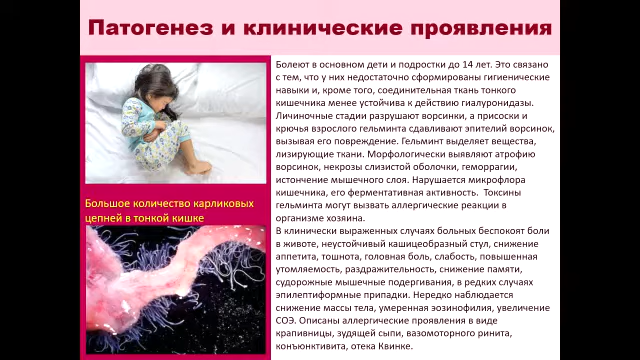 Патогенез и клинические проявления
Болеют в основном дети и подростки до 14 лет. Это связано
с тем, что у них недостаточно сформированы гигиенические
навыки и, кроме того, соединительная ткань тонкого
кишечника менее устойчива к действию гиалуронидазы.
Личиночные стадии разрушают ворсинки, а присоски и
крючья взрослого гельминта сдавливают эпителий ворсинок,
вызывая его повреждение. Гельминт выделяет вещества,
лизирующие ткани. Морфологически выявляют атрофию
ворсинок, некрозы слизистой оболочки, геморрагии,
истончение мышечного слоя. Нарушается микрофлора
кишечника, его ферментативная активность. Токсины
гельминта могут вызвать аллергические реакции в
организме хозяина.
В клинически выраженных случаях больных беспокоят боли
в животе, неустойчивый кашицеобразный стул, снижение
аппетита, тошнота, головная боль, слабость, повышенная
утомляемость, раздражительность, снижение памяти,
судорожные мышечные подергивания, в редких случаях
эпилептиформные припадки. Нередко наблюдается
снижение массы тела, умеренная эозинофилия, увеличение
СОЭ. Описаны аллергические проявления в виде
крапивницы, зудящей сыпи, вазомоторного ринита,
конъюнктивита, отека Квинке.
Большое количество карликовых
цепней в тонкой кишке